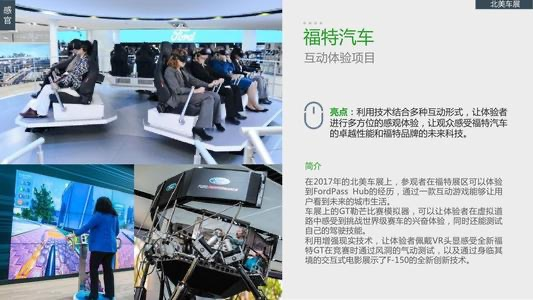 感官
北美车展
Ford
FORD PERFORMANCE
福特汽车
互动体验项目
亮点：利用技术结合多种互动形式，让体验者
进行多方位的感观体验，让观众感受福特汽车
的卓越性能和福特品牌的未来科技。
简介
在2017年的北美车展上，参观者在福特展区可以体验
到FordPass Hub的经历，通过一款互动游戏能够让用
户看到未来的城市生活。
车展上的GT勒芒比赛模拟器，可以让体验者在虚拟道
路中感受到挑战世界级赛车的兴奋体验，同时还能测试
自己的驾驶技能。
利用增强现实技术，让体验者佩戴VR头显感受全新福
特GT在竞赛时通过风洞的气动测试，以及通过身临其
境的交互式电影展示了F-150的全新创新技术。